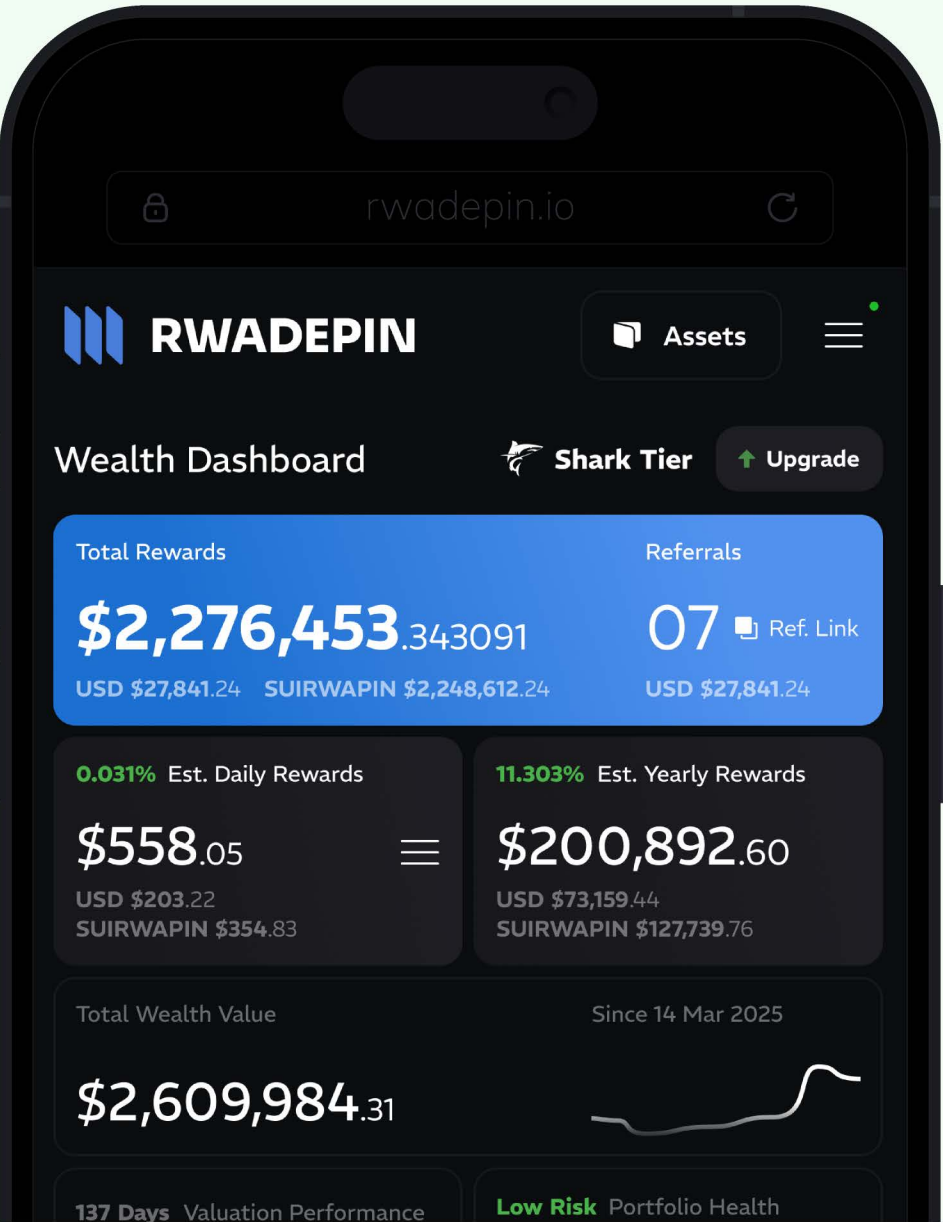 rwadepin.io
RWADEPIN
Assets
Wealth Dashboard
Shark Tier
Upgrade
Total Rewards
Referrals
$2,276,453.343091
07
Ref. Link
USD $27,841.24 SUIRWAPIN $2,248,612.24
USD $27,841.24
0.031% Est. Daily Rewards
11.303% Est. Yearly Rewards
$558.05
$200,892.60
USD $203.22
USD $73,159.44
SUIRWAPIN $354.83
SUIRWAPIN $127,739.76
Total Wealth Value
Since 14 Mar 2025
$2,609,984.31
137 Days Valuation Performance
Low Risk Portfolio Health